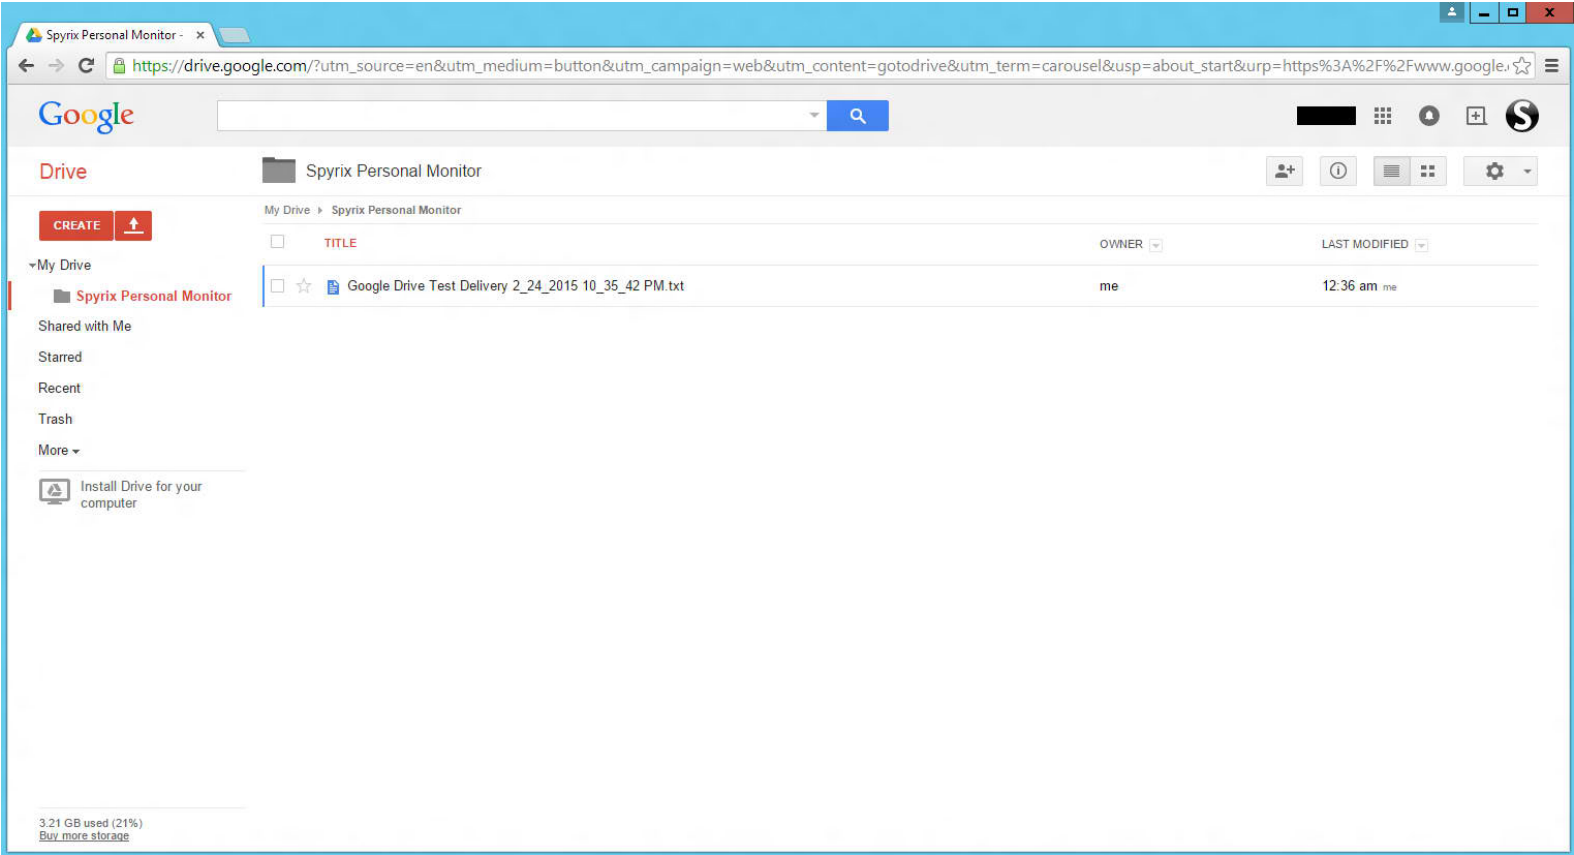 Spyrix Personal Monitor -
https://drive.google.com/?utm_source=en&utm_medium=button&utm_campaign=web&utm_content=gotodrive&utm_term=carousel&usp=about_start&urp=https%3A%2F%2Fwww.google.
Google
Drive
Spyrix Personal Monitor
CREATE
My Drive
Spyrix Personal Monitor
Shared with Me
Starred
Recent
Trash
More
Install Drive for your
computer
My Drive Spyrix Personal Monitor
TITLE OWNER LAST MODIFIED
Google Drive Test Delivery 2_24_2015 10_35_42 PM.txt me 12:36 am me
3.21 GB used (21%)
Buy more storage